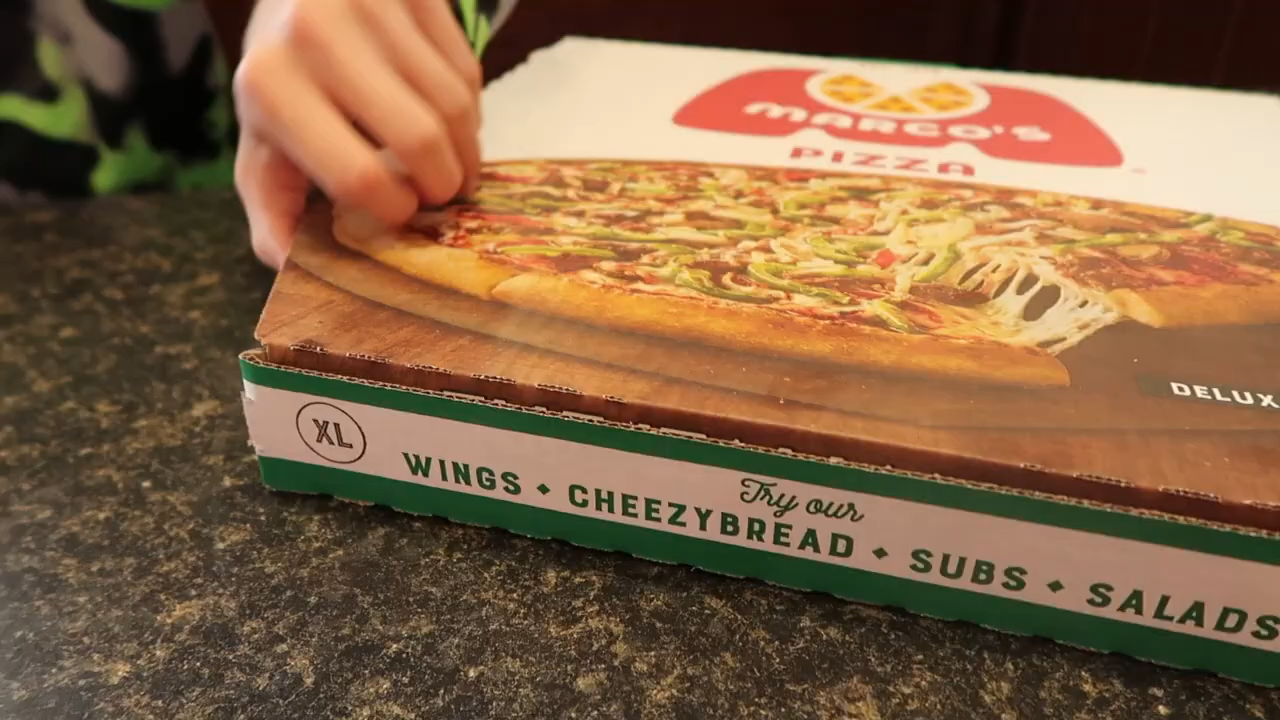 MARCO'S
PIZZA
DELUX
XL
Try our
WINGS ◆ CHEEZYBREAD ◆ SUBS ◆ SALADS